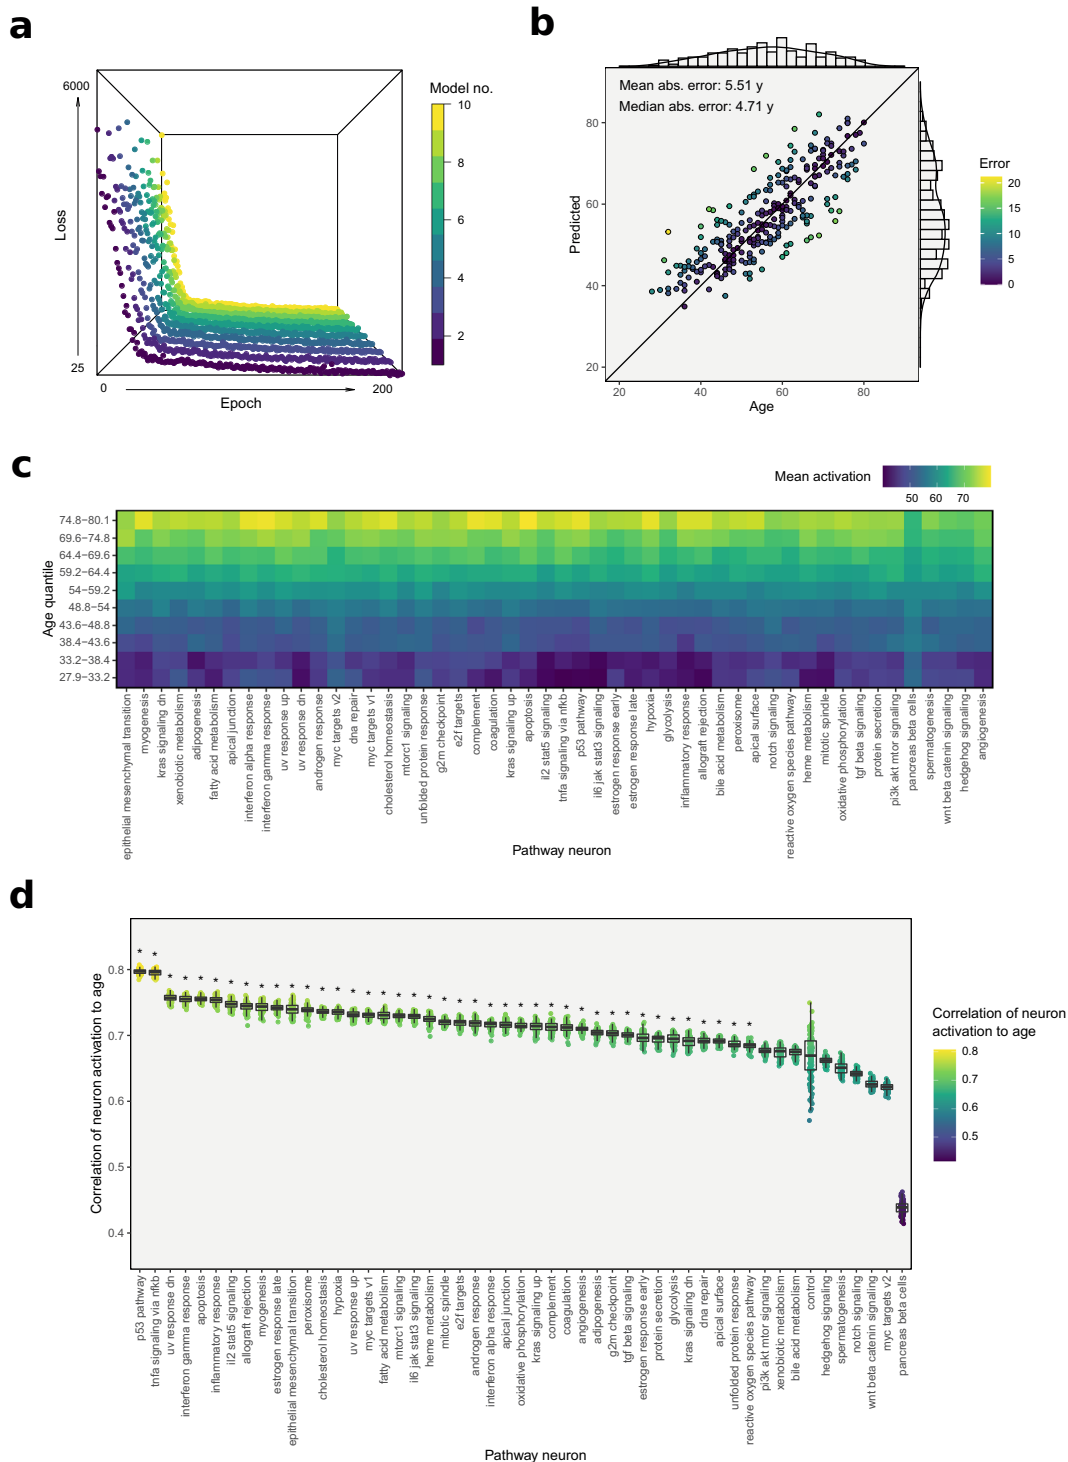 a
6000
Loss
25
0
200
Epoch
Model no.
10
8
6
4
2
b
Mean abs. error: 5.51 y
Median abs. error: 4.71 y
80
60
40
20
Predicted
20
40
60
80
Age
Error
20
15
10
5
0
c
Mean activation
50
60
70
Age quantile
74.8−80.1
69.6−74.8
64.4−69.6
59.2−64.4
54−59.2
48.8−54
43.6−48.8
38.4−43.6
33.2−38.4
27.9−33.2
epithelial mesenchymal transition
myogenesis
kras signaling dn
xenobiotic metabolism
adipogenesis
fatty acid metabolism
apical junction
interferon alpha response
interferon gamma response
uv response up
uv response dn
androgen response
myc targets v2
dna repair
myc targets v1
cholesterol homeostasis
mtorc1 signaling
unfolded protein response
g2m checkpoint
e2f targets
complement
coagulation
kras signaling up
apoptosis
il2 stat5 signaling
tnfa signaling via nfkb
p53 pathway
il6 jak stat3 signaling
estrogen response early
estrogen response late
hypoxia
glycolysis
inflammatory response
allograft rejection
bile acid metabolism
peroxisome
apical surface
notch signaling
reactive oxygen species pathway
heme metabolism
mitotic spindle
oxidative phosphorylation
tgf beta signaling
protein secretion
pi3k akt mtor signaling
pancreas beta cells
spermatogenesis
wnt beta catenin signaling
hedgehog signaling
angiogenesis
Pathway neuron
d
Correlation of neuron activation to age
0.8
0.7
0.6
0.5
0.4
p53 pathway
tnfa signaling via nfkb
uv response dn
interferon gamma response
apoptosis
inflammatory response
il2 stat5 signaling
allograft rejection
myogenesis
estrogen response late
epithelial mesenchymal transition
peroxisome
cholesterol homeostasis
hypoxia
uv response up
myc targets v1
fatty acid metabolism
mtorc1 signaling
il6 jak stat3 signaling
heme metabolism
mitotic spindle
e2f targets
androgen response
interferon alpha response
apical junction
oxidative phosphorylation
kras signaling up
complement
coagulation
angiogenesis
adipogenesis
g2m checkpoint
tgf beta signaling
estrogen response early
protein secretion
glycolysis
kras signaling dn
dna repair
apical surface
unfolded protein response
reactive oxygen species pathway
pi3k akt mtor signaling
xenobiotic metabolism
bile acid metabolism
control
hedgehog signaling
spermatogenesis
notch signaling
wnt beta catenin signaling
myc targets v2
pancreas beta cells
Pathway neuron
Correlation of neuron
activation to age
0.8
0.7
0.6
0.5